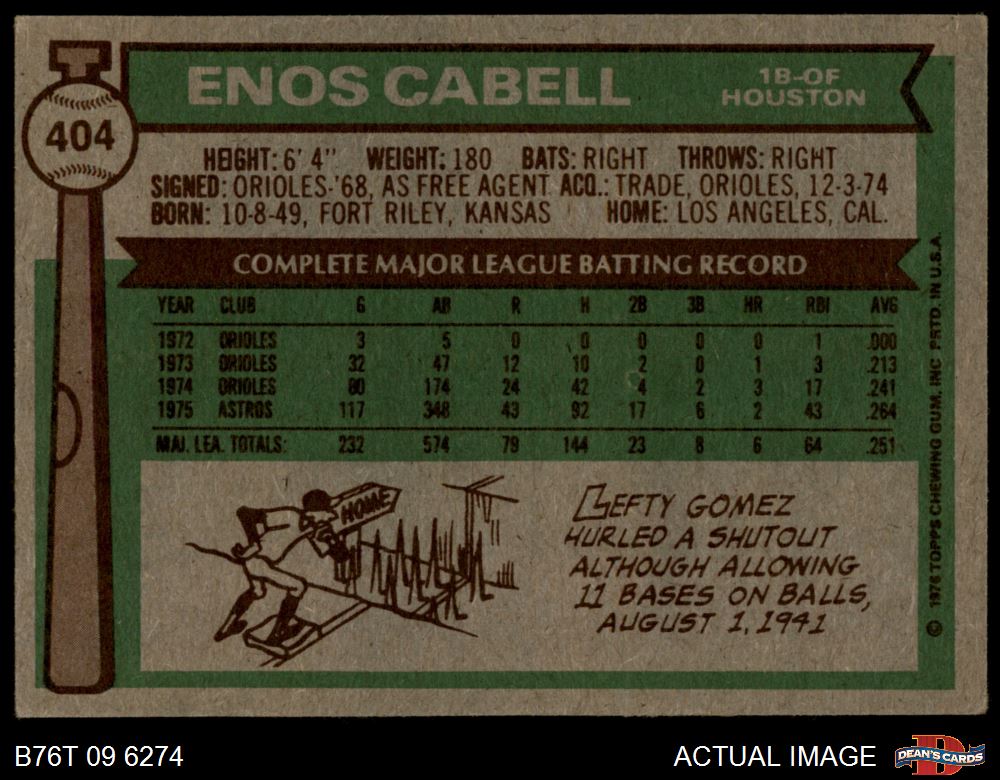 404
ENOS CABELL
1B-OF
HOUSTON
HEIGHT: 6' 4" WEIGHT: 180 BATS: RIGHT THROWS: RIGHT
SIGNED: ORIOLES-'68, AS FREE AGENT ACQ.: TRADE, ORIOLES, 12-3-74
BORN: 10-8-49, FORT RILEY, KANSAS HOME: LOS ANGELES, CAL.
COMPLETE MAJOR LEAGUE BATTING RECORD
YEAR CLUB G AB R H 2B 3B HR RBI AVG
1972 ORIOLES 3 5 0 0 0 0 0 1 .000
1973 ORIOLES 32 47 12 10 2 0 1 3 .213
1974 ORIOLES 80 174 24 42 4 2 3 17 .241
1975 ASTROS 117 348 43 92 17 6 2 43 .264
MAJ. LEA. TOTALS: 232 574 79 144 23 8 6 64 .251
HOME
LEFTY GOMEZ
HURLED A SHUTOUT
ALTHOUGH ALLOWING
11 BASES ON BALLS,
AUGUST 1, 1941
© 1976 TOPPS CHEWING GUM, INC PRTD. IN U.S.A.
B76T 09 6274
ACTUAL IMAGE
DEAN'S CARDS